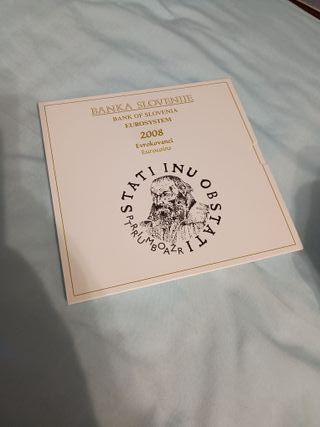 BANKA SLOVENIJE
BANK OF SLOVENIA
EUROSYSTEM
2008
Evrokovanci
Eurocoins
STATI INU OBSTATI
PRIMOŽ TRUBAR